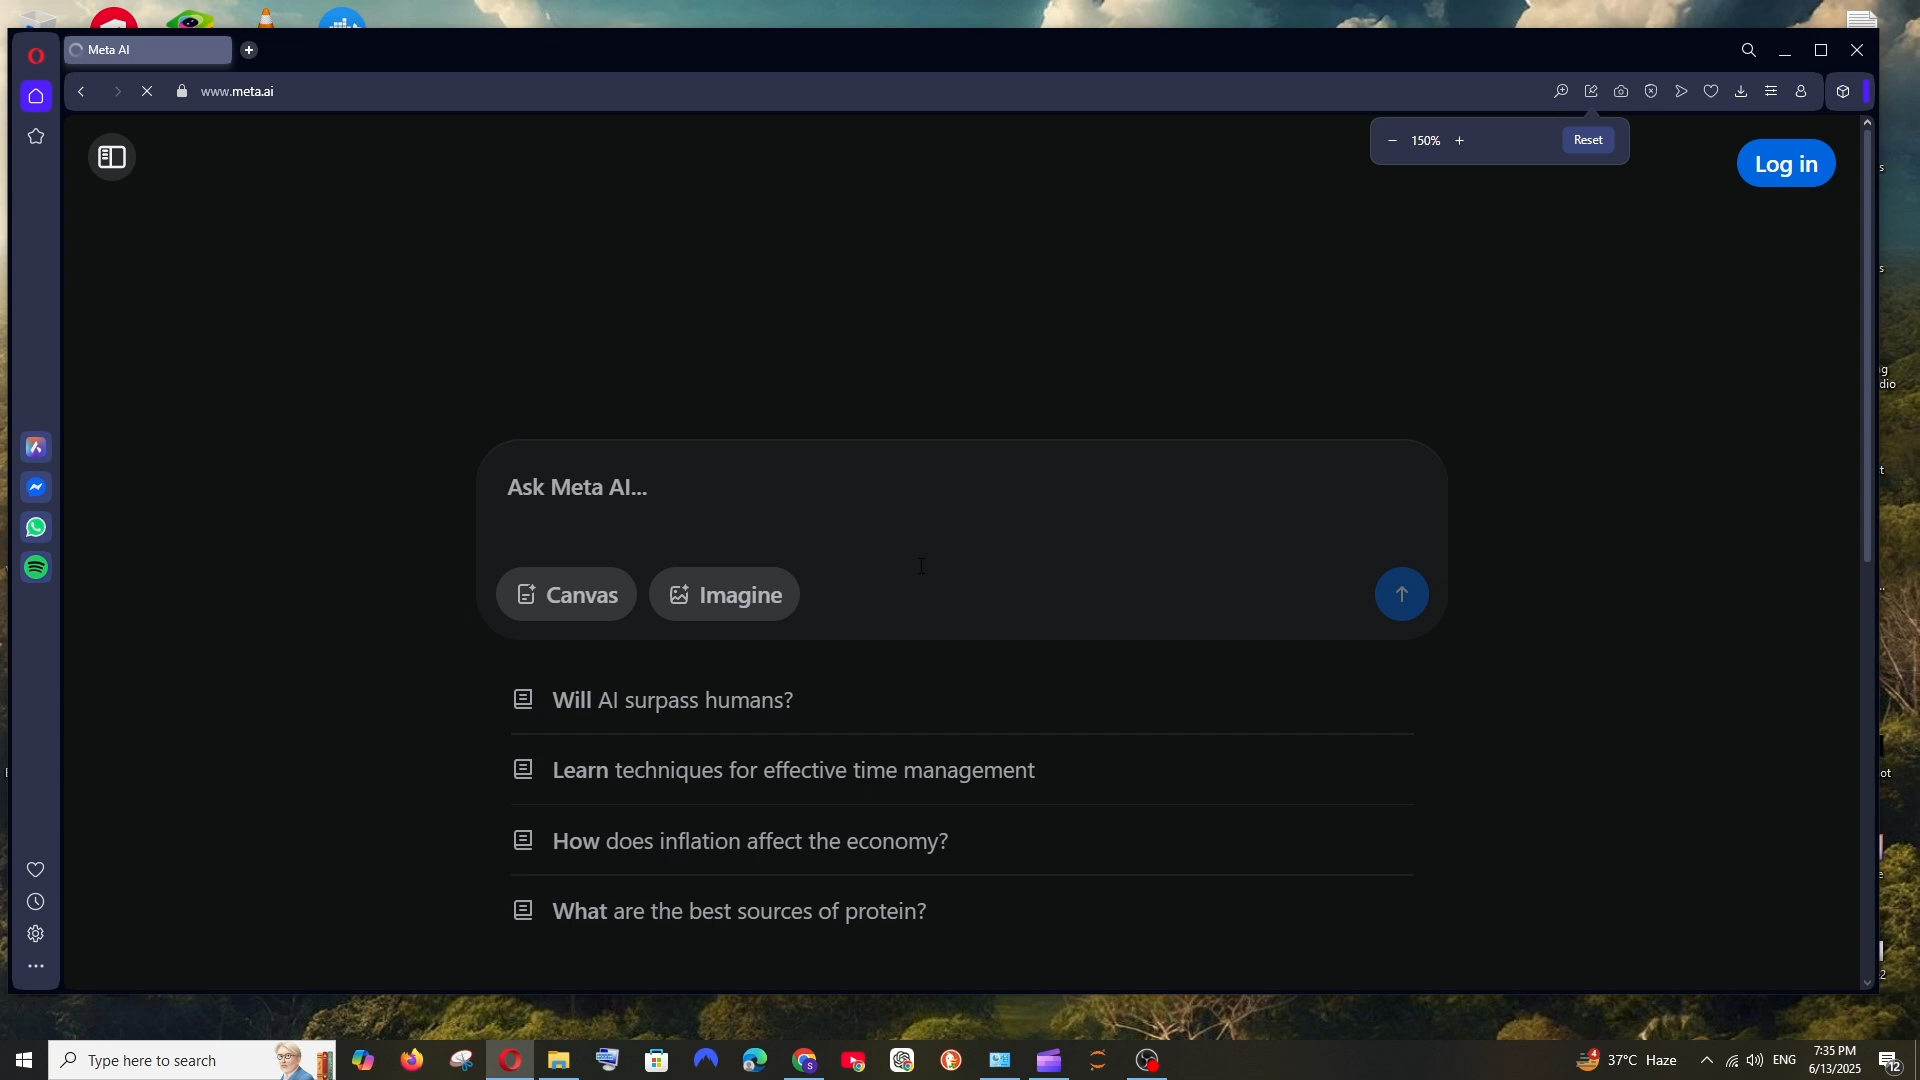 Meta AI
www.meta.ai
150%
Reset
Log in
Ask Meta AI...
Canvas
Imagine
Will AI surpass humans?
Learn techniques for effective time management
How does inflation affect the economy?
What are the best sources of protein?
Type here to search
4
37°C Haze
ENG
7:35 PM
6/13/2025
12